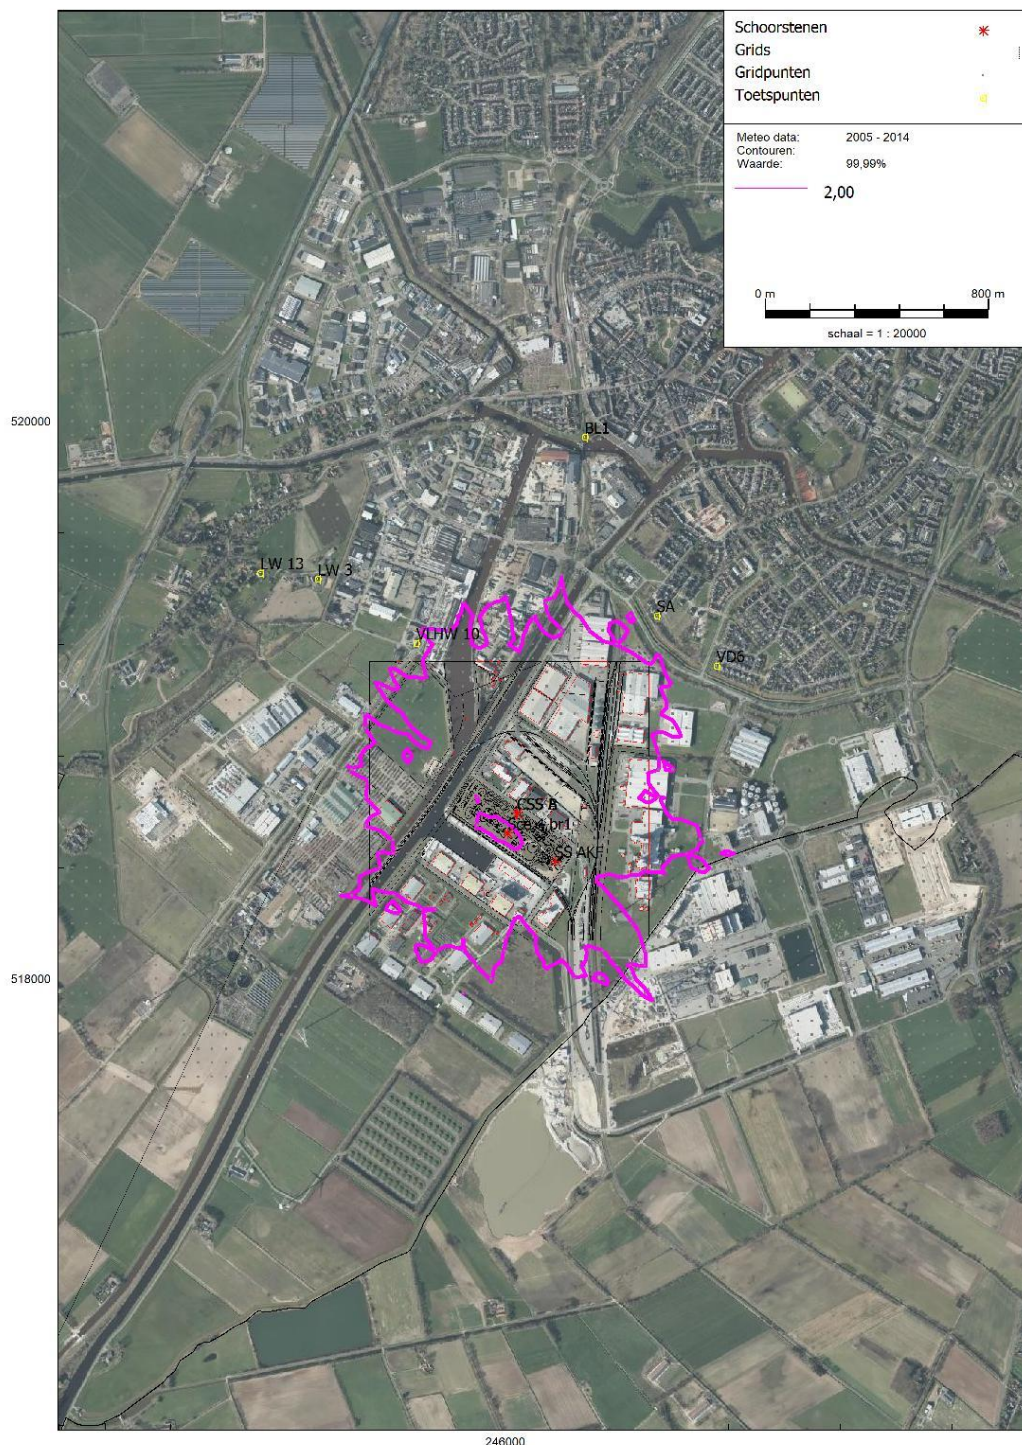 Schoorstenen
Grids
Gridpunten
Toetspunten
Meteo data: 2005 - 2014
Contouren:
Waarde: 99,99%
2,00
0 m 800 m
schaal = 1 : 20000
520000
BL1
LW 13
LW 3
SA
VLHW 10
VD6
CSS
br1
SS AKF
518000
246000